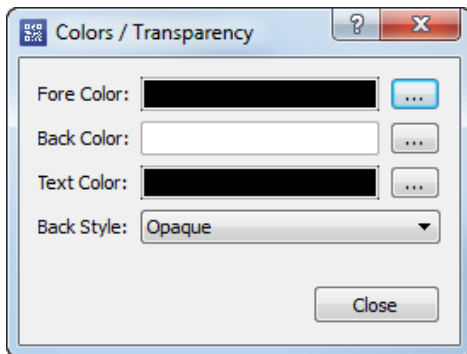 Colors / Transparency
Fore Color: ...
Back Color: ...
Text Color: ...
Back Style: Opaque
Close